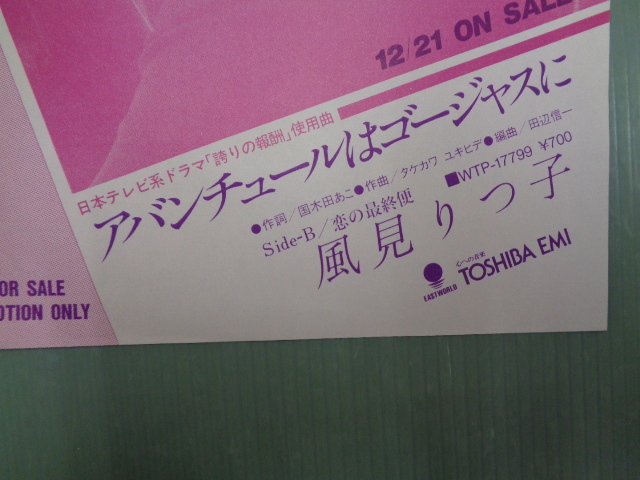 12/21 ON SALE
日本テレビ系ドラマ「誇りの報酬」使用曲
アバンチュールはゴージャスに
●作詞/国木田あこ●作曲/タケカワ ユキヒデ●編曲/田辺信一
Side-B/恋の最終便
■WTP-17799 ¥700
風見りつ子
EASTWORLD
心への音楽
TOSHIBA EMI
OR SALE
OTION ONLY